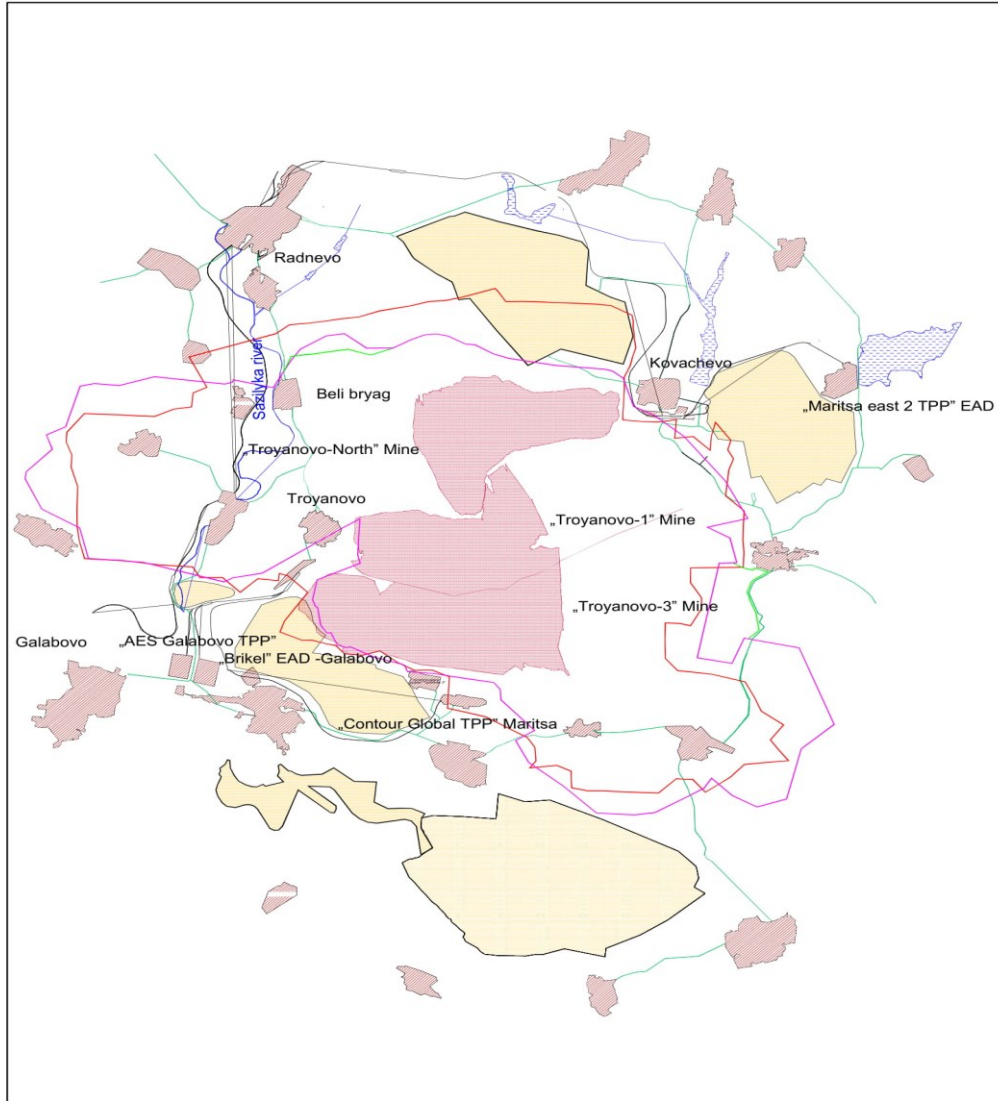 Radnevo
Sazliyka river
Kovachevo
Beli bryag
„Maritsa east 2 TPP” EAD
„Troyanovo-North” Mine
Troyanovo
„Troyanovo-1” Mine
„Troyanovo-3” Mine
Galabovo
„AES Galabovo TPP”
„Brikel” EAD -Galabovo
„Contour Global TPP” Maritsa